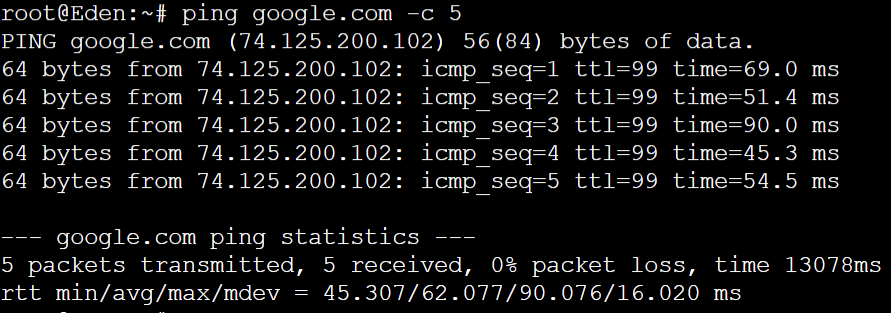 root@Eden:~# ping google.com -c 5
PING google.com (74.125.200.102) 56(84) bytes of data.
64 bytes from 74.125.200.102: icmp_seq=1 ttl=99 time=69.0 ms
64 bytes from 74.125.200.102: icmp_seq=2 ttl=99 time=51.4 ms
64 bytes from 74.125.200.102: icmp_seq=3 ttl=99 time=90.0 ms
64 bytes from 74.125.200.102: icmp_seq=4 ttl=99 time=45.3 ms
64 bytes from 74.125.200.102: icmp_seq=5 ttl=99 time=54.5 ms

--- google.com ping statistics ---
5 packets transmitted, 5 received, 0% packet loss, time 13078ms
rtt min/avg/max/mdev = 45.307/62.077/90.076/16.020 ms